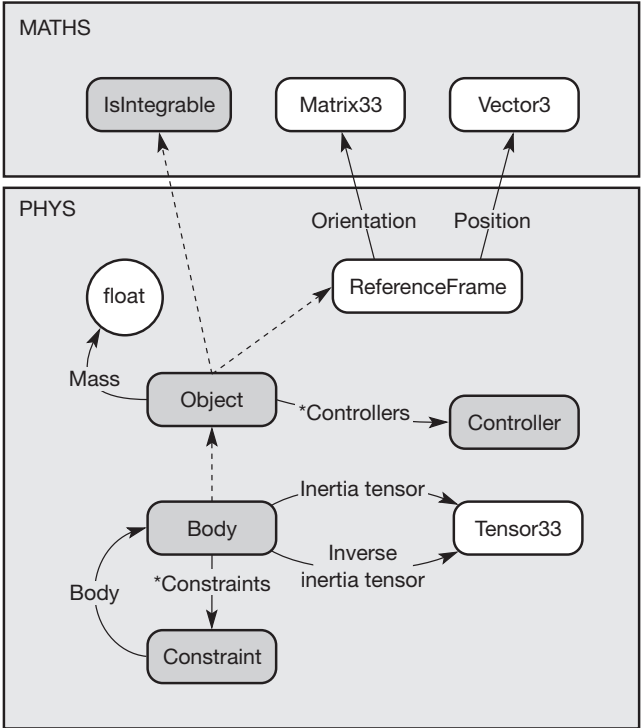 MATHS
IsIntegrable
Matrix33
Vector3
PHYS
Orientation
Position
float
ReferenceFrame
Mass
Object
*Controllers
Controller
Inertia tensor
Body
Tensor33
Inverse
inertia tensor
*Constraints
Body
Constraint